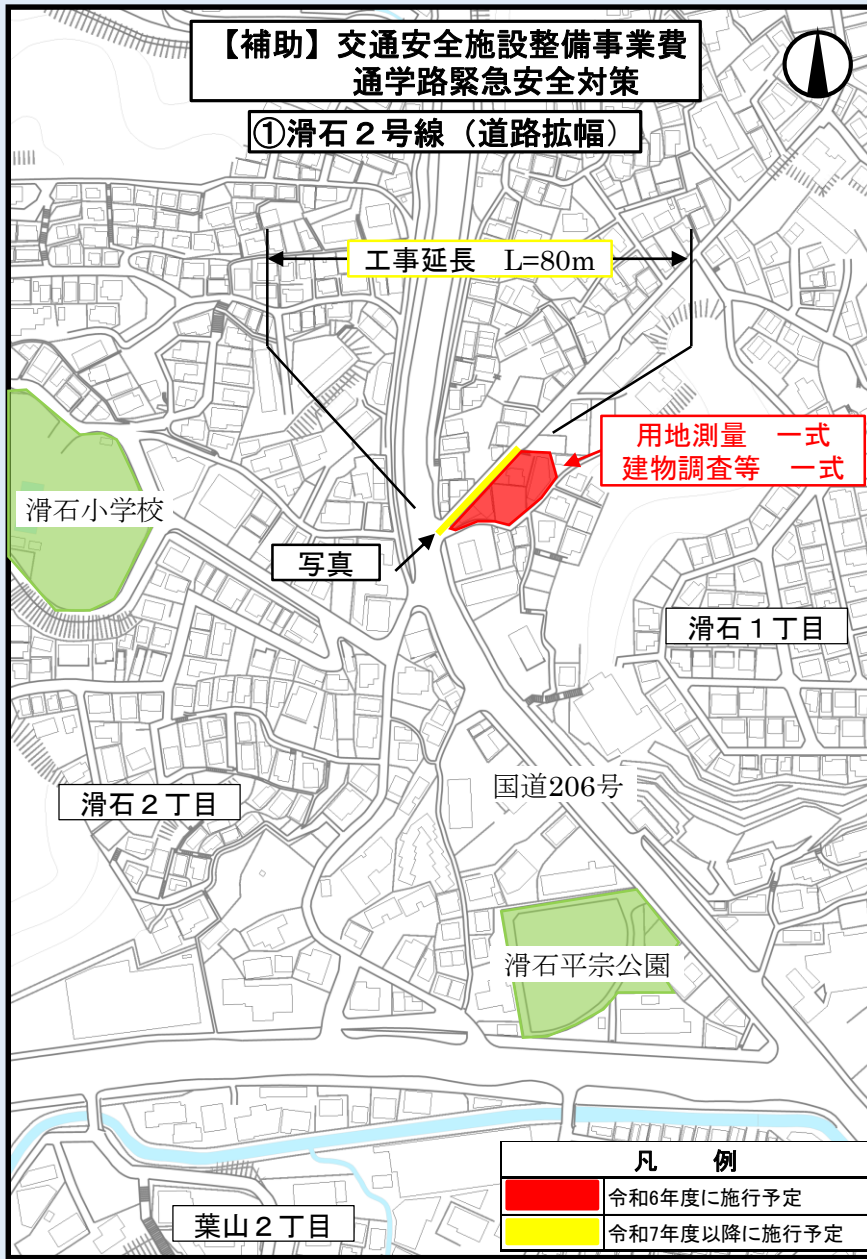 【補助】交通安全施設整備事業費
通学路緊急安全対策
①滑石２号線（道路拡幅）
工事延長　L=80m
用地測量　一式
建物調査等　一式
滑石小学校
写真
滑石１丁目
国道206号
滑石２丁目
滑石平宗公園
凡　例
令和6年度に施行予定
令和7年度以降に施行予定
葉山２丁目